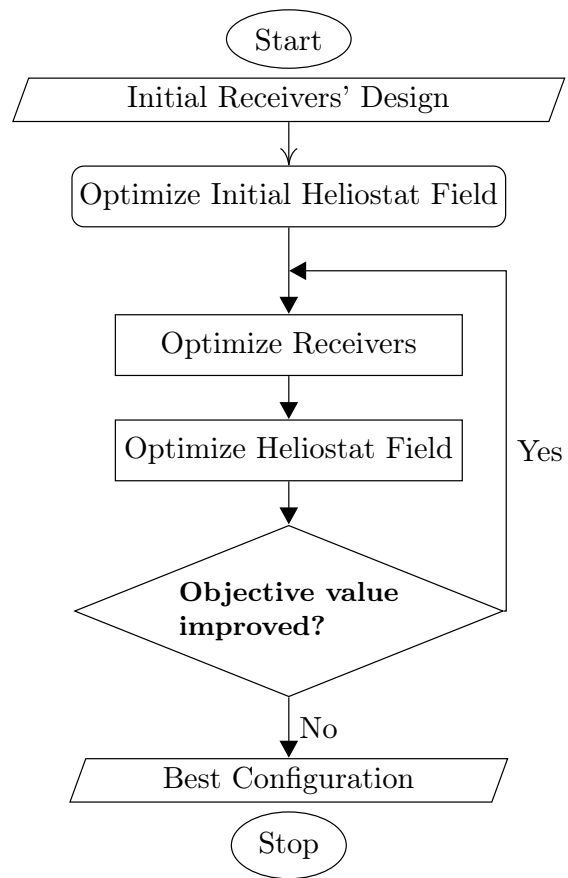 Start
Initial Receivers' Design
Optimize Initial Heliostat Field
Optimize Receivers
Optimize Heliostat Field
Yes
Objective value
improved?
No
Best Configuration
Stop